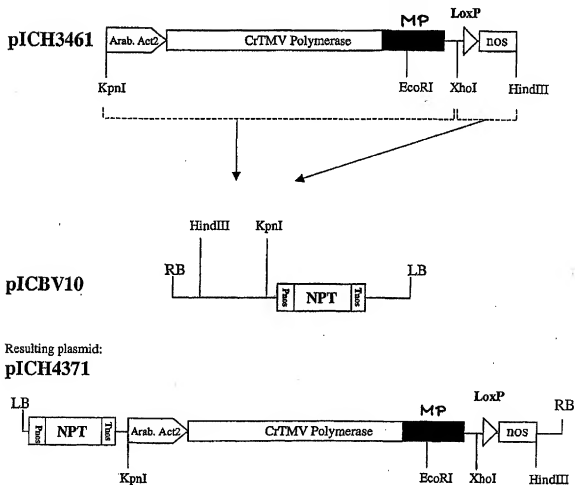 MP
LoxP
pICH3461
Arab. Act2
CrTMV Polymerase
nos
KpnI
EcoRI
XhoI
HindIII
HindIII
KpnI
RB
LB
pICBV10
Pnos
NPT
Tnos
Resulting plasmid:
pICH4371
LB
MP
LoxP
RB
Pnos
NPT
Tnos
Arab. Act2
CrTMV Polymerase
nos
KpnI
EcoRI
XhoI
HindIII